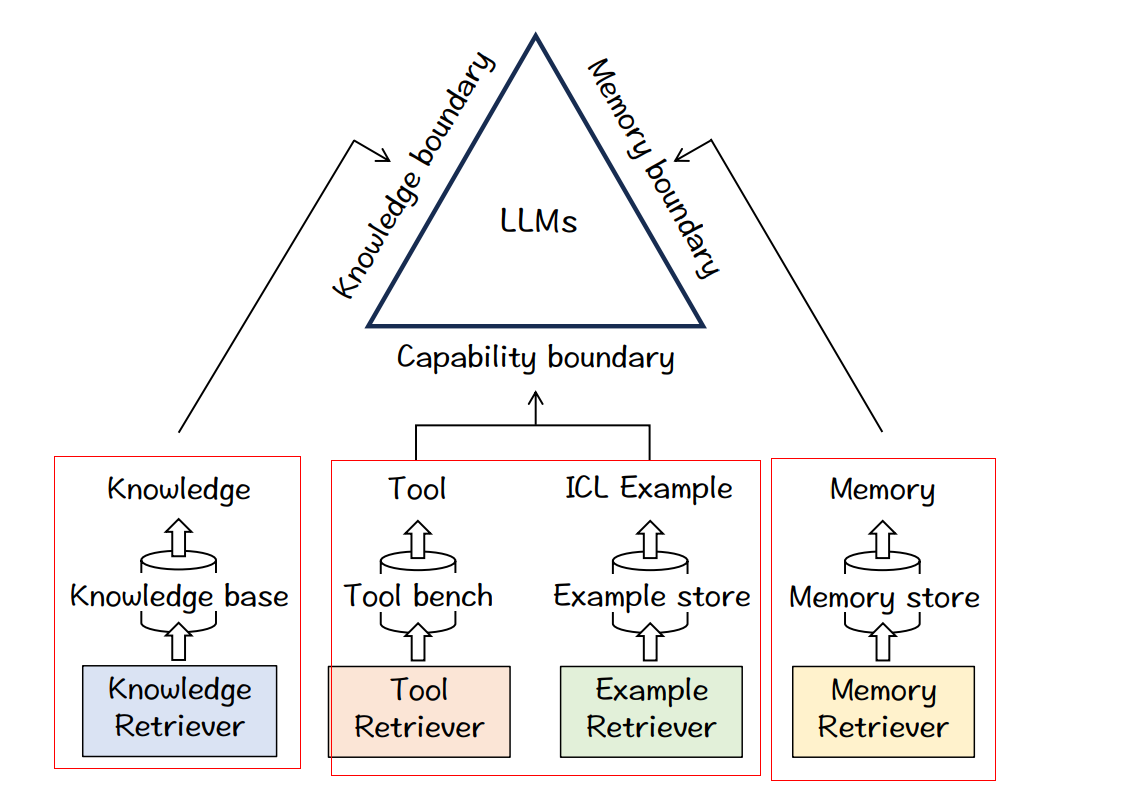 Knowledge boundary
Memory boundary
LLMs
Capability boundary
Knowledge
Tool
ICL Example
Memory
Knowledge base
Tool bench
Example store
Memory store
Knowledge
Retriever
Tool
Retriever
Example
Retriever
Memory
Retriever